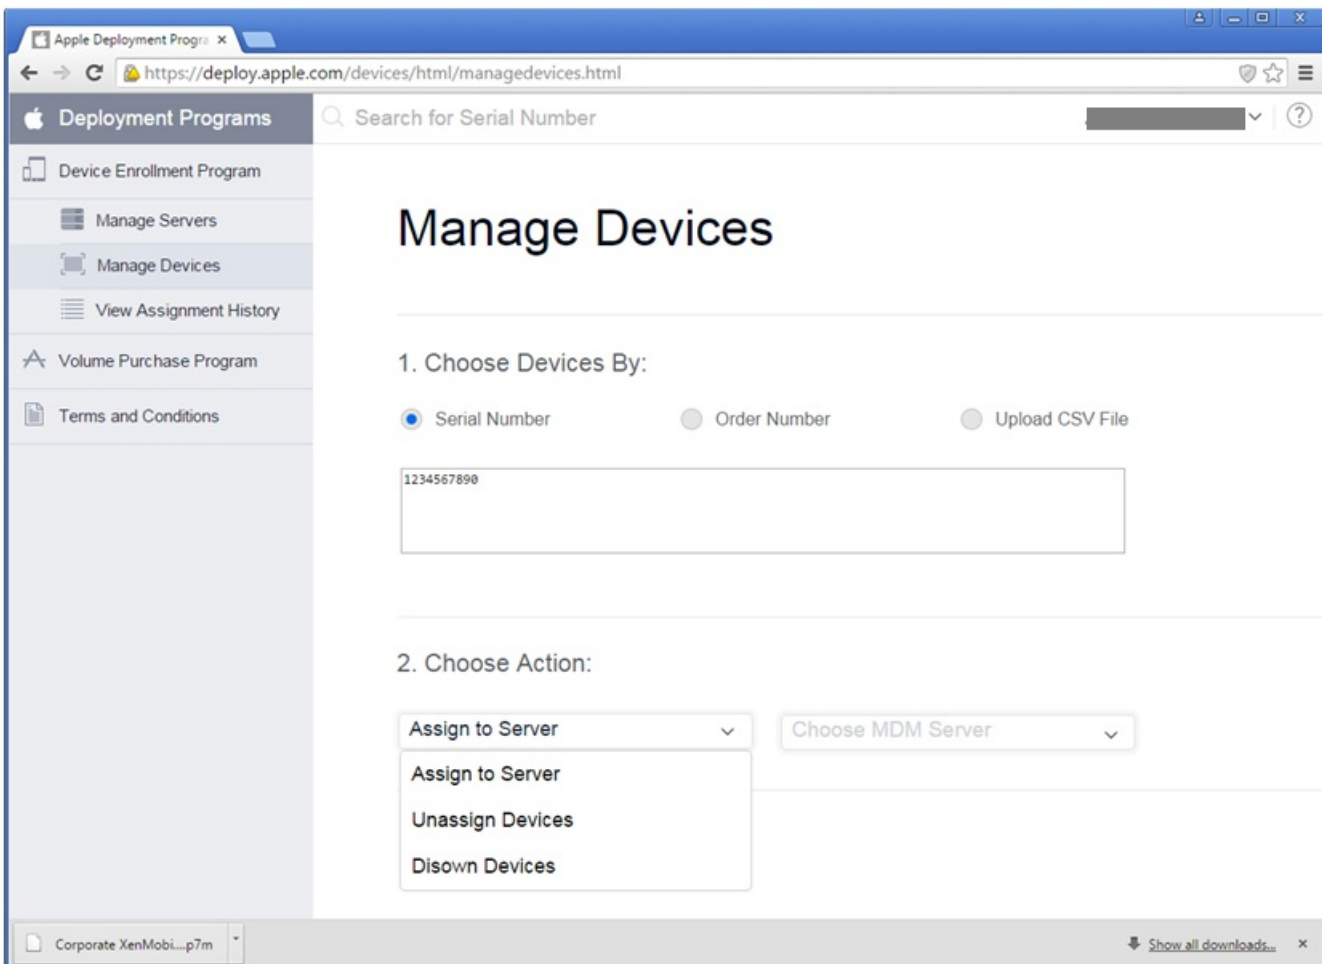 Apple Deployment Progra
https://deploy.apple.com/devices/html/managedevices.html
Deployment Programs
Search for Serial Number
Device Enrollment Program
Manage Servers
Manage Devices
View Assignment History
Volume Purchase Program
Terms and Conditions
Manage Devices
1. Choose Devices By:
Serial Number
Order Number
Upload CSV File
1234567890
2. Choose Action:
Assign to Server
Choose MDM Server
Assign to Server
Unassign Devices
Disown Devices
Corporate XenMobi....p7m
Show all downloads...